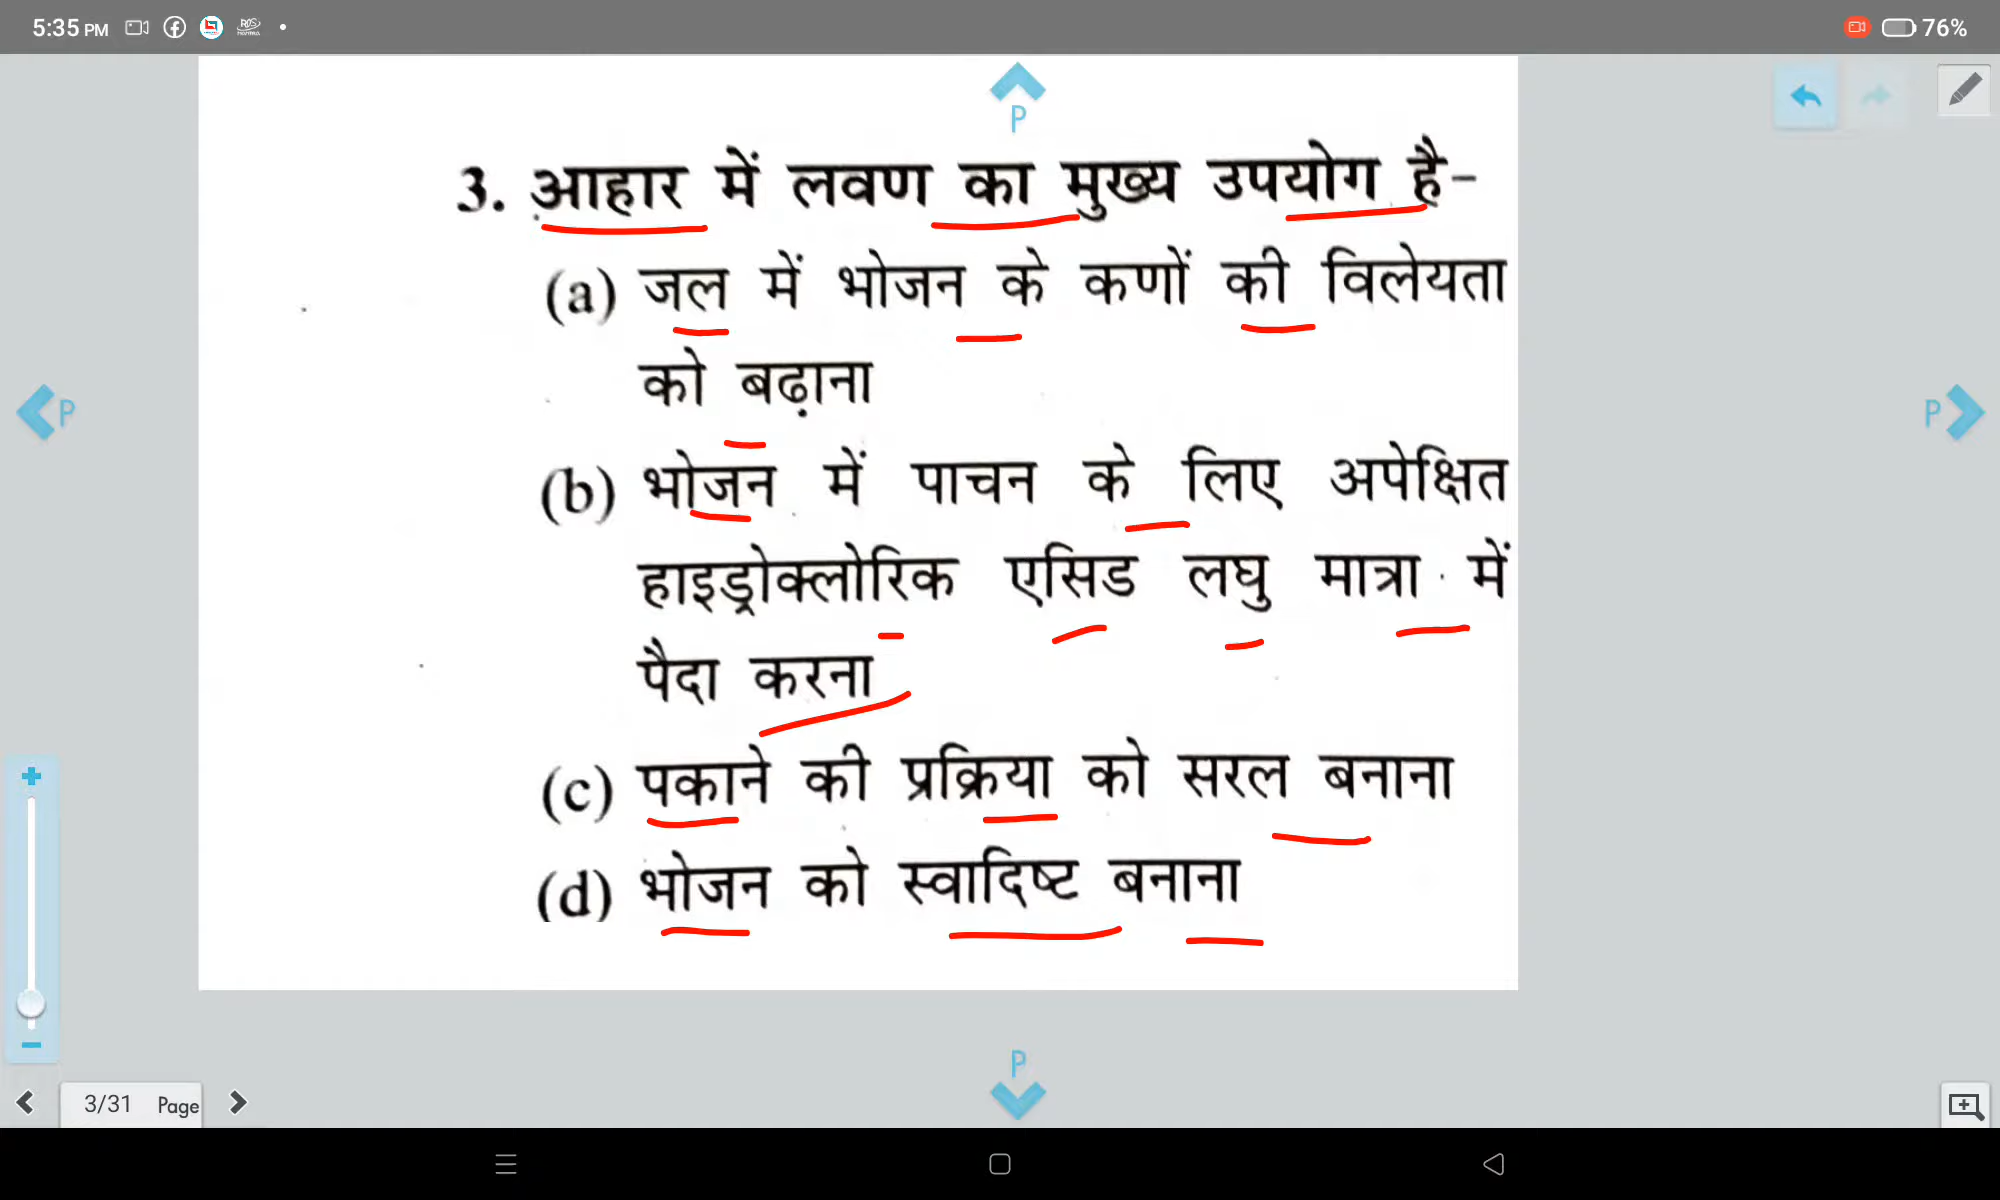 5:35 PM
76%
P
3. आहार में लवण का मुख्य उपयोग है-
(a) जल में भोजन के कणों की विलेयता
को बढ़ाना
P
P
(b) भोजन में पाचन के लिए अपेक्षित
हाइड्रोक्लोरिक एसिड लघु मात्रा में
पैदा करना
(c) पकाने की प्रक्रिया को सरल बनाना
(d) भोजन को स्वादिष्ट बनाना
P
3/31 Page